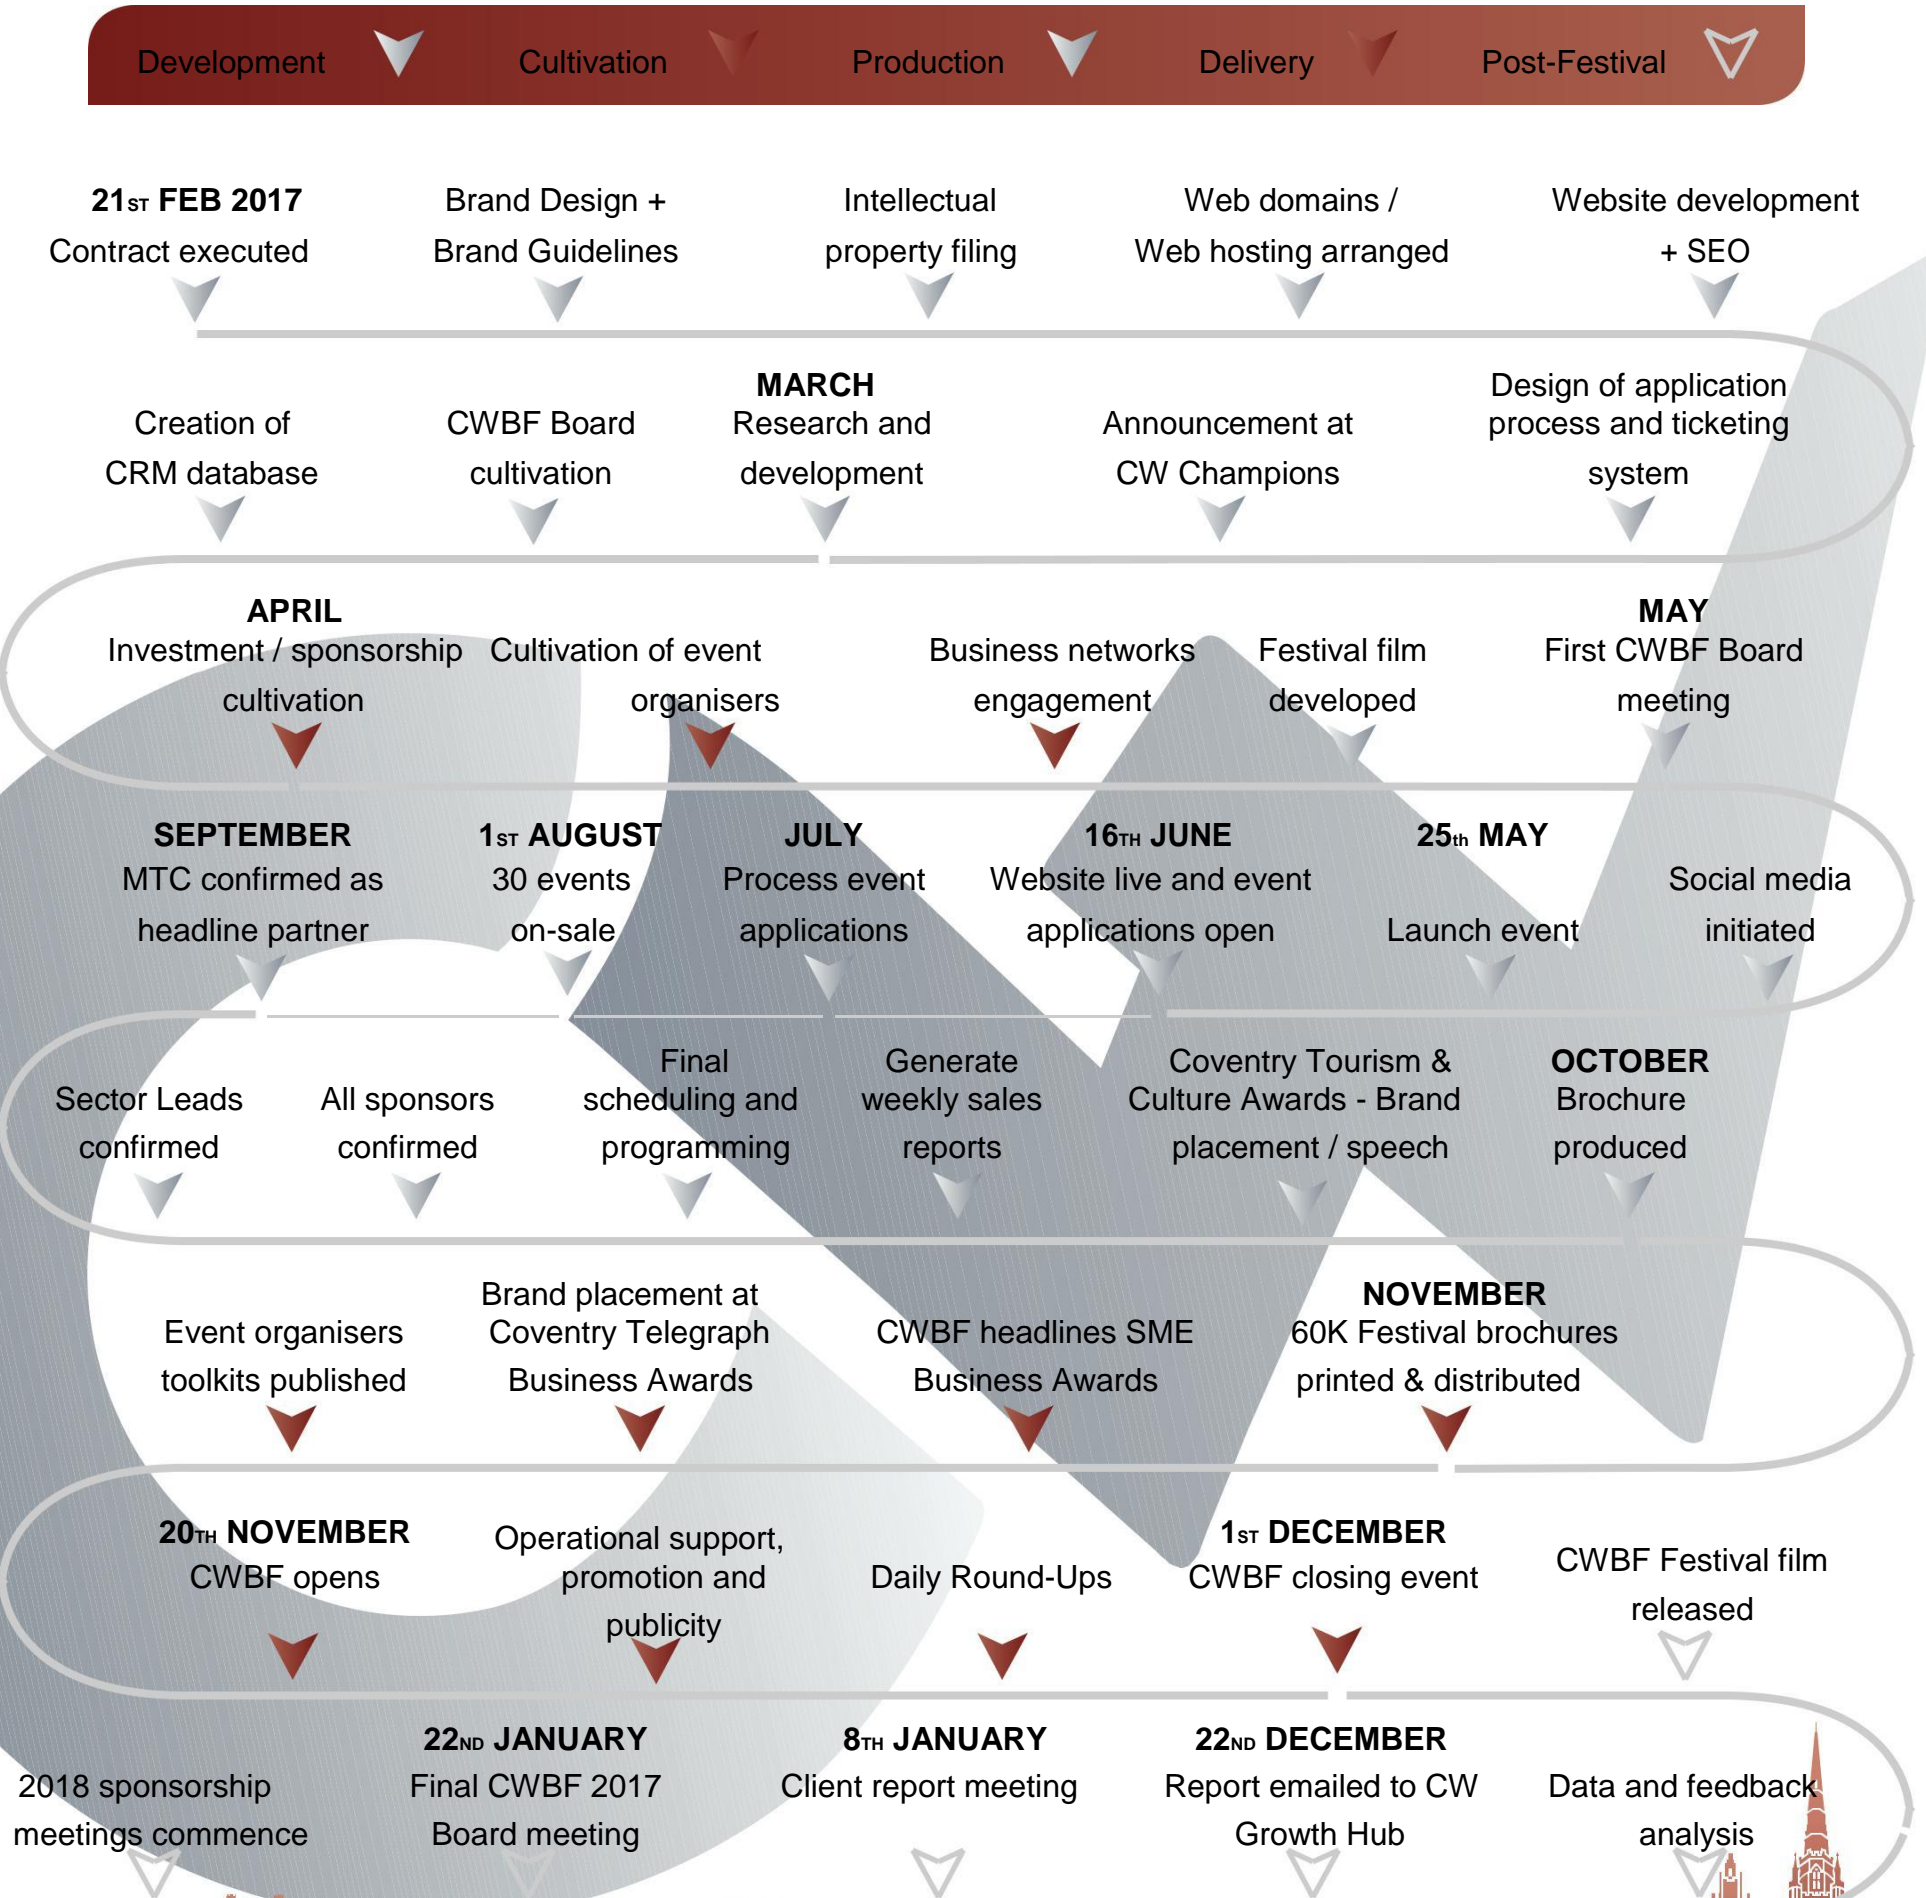 Development Cultivation Production Delivery Post-Festival
21ST FEB 2017
Contract executed
Brand Design +
Brand Guidelines
Intellectual
property filing
Web domains /
Web hosting arranged
Website development
+ SEO
Creation of
CRM database
CWBF Board
cultivation
MARCH
Research and
development
Announcement at
CW Champions
Design of application
process and ticketing
system
APRIL
Investment / sponsorship
cultivation
Cultivation of event
organisers
Business networks
engagement
Festival film
developed
MAY
First CWBF Board
meeting
SEPTEMBER
MTC confirmed as
headline partner
1ST AUGUST
30 events
on-sale
JULY
Process event
applications
16TH JUNE
Website live and event
applications open
25th MAY
Launch event
Social media
initiated
Sector Leads
confirmed
All sponsors
confirmed
Final
scheduling and
programming
Generate
weekly sales
reports
Coventry Tourism &
Culture Awards - Brand
placement / speech
OCTOBER
Brochure
produced
Event organisers
toolkits published
Brand placement at
Coventry Telegraph
Business Awards
CWBF headlines SME
Business Awards
NOVEMBER
60K Festival brochures
printed & distributed
20TH NOVEMBER
CWBF opens
Operational support,
promotion and
publicity
Daily Round-Ups
1ST DECEMBER
CWBF closing event
CWBF Festival film
released
2018 sponsorship
meetings commence
22ND JANUARY
Final CWBF 2017
Board meeting
8TH JANUARY
Client report meeting
22ND DECEMBER
Report emailed to CW
Growth Hub
Data and feedback
analysis